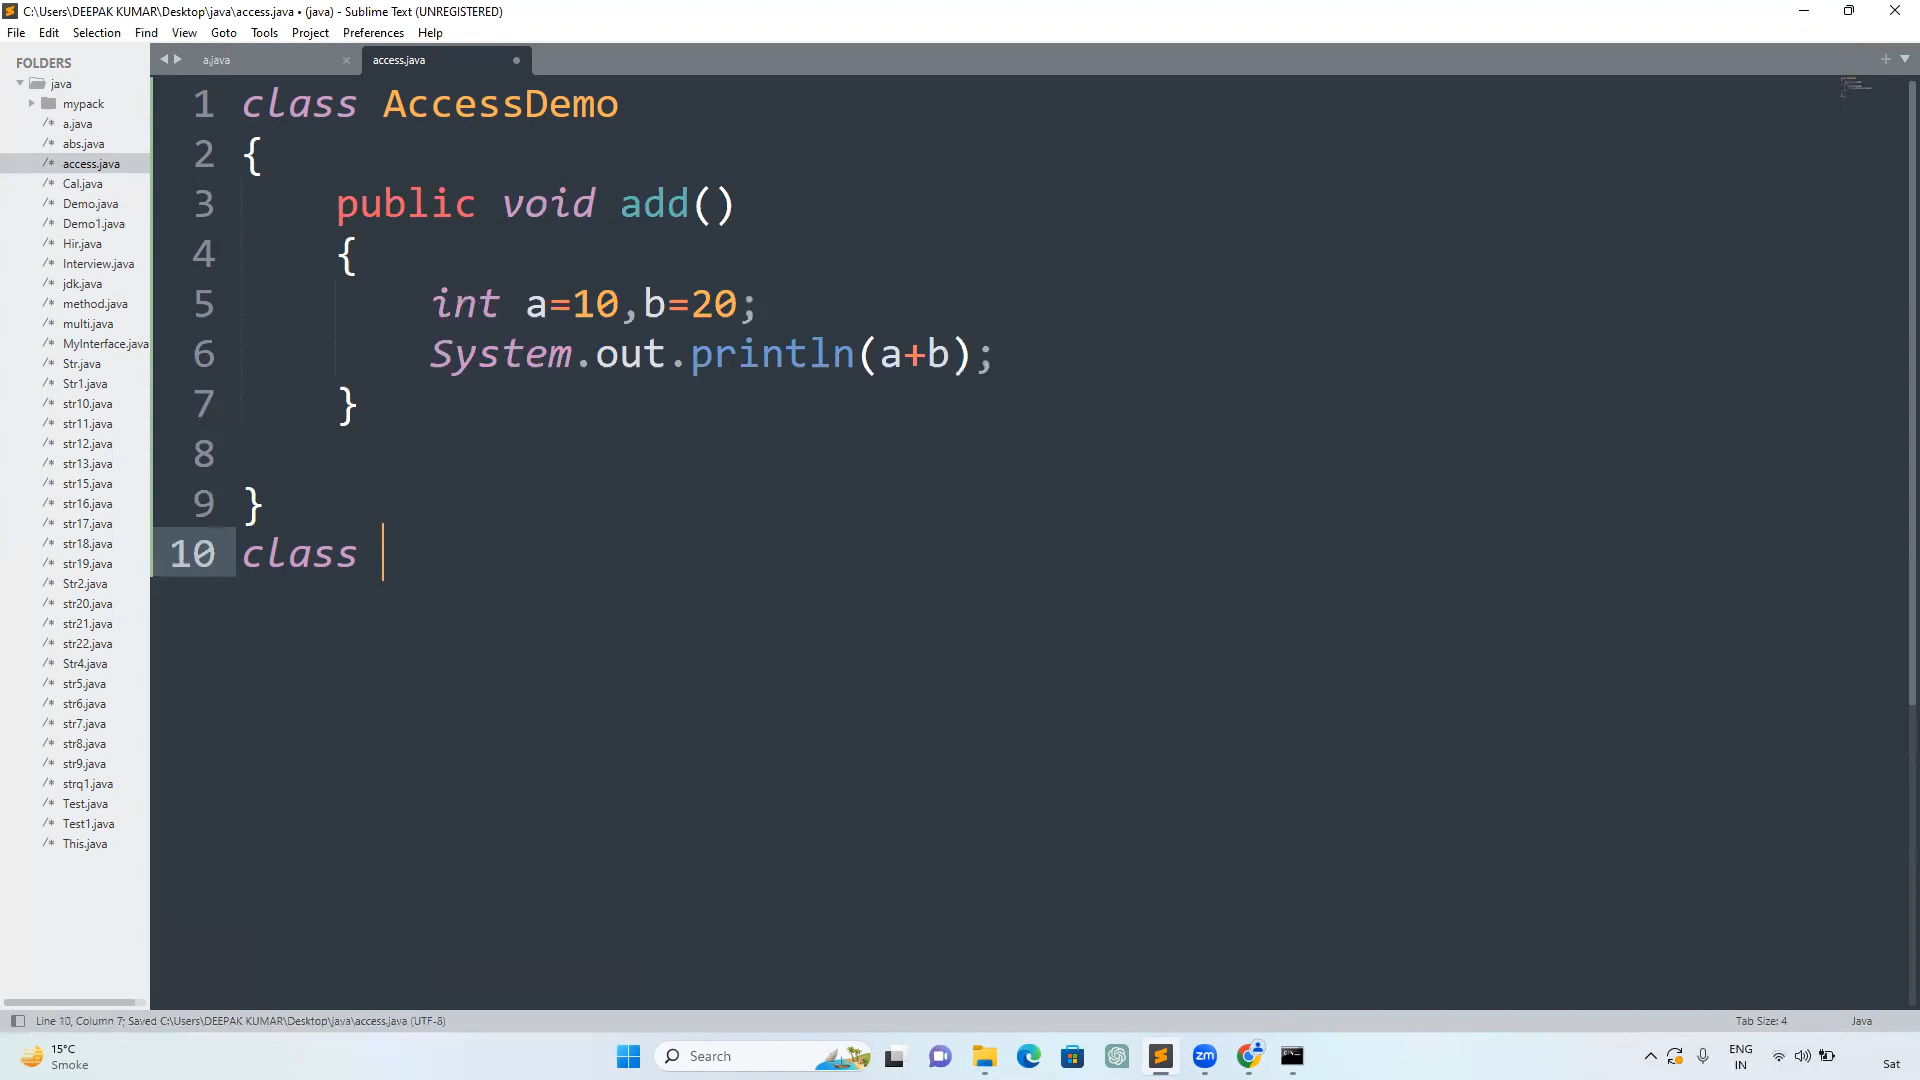 C:\Users\DEEPAK KUMAR\Desktop\java\access.java • (java) - Sublime Text (UNREGISTERED)
File Edit Selection Find View Goto Tools Project Preferences Help
FOLDERS
java
mypack
/* a.java
/* abs.java
/* access.java
/* Cal.java
/* Demo.java
/* Demo1.java
/* Hir.java
/* Interview.java
/* jdk.java
/* method.java
/* multi.java
/* MyInterface.java
/* Str.java
/* Str1.java
/* str10.java
/* str11.java
/* str12.java
/* str13.java
/* str15.java
/* str16.java
/* str17.java
/* str18.java
/* str19.java
/* Str2.java
/* str20.java
/* str21.java
/* str22.java
/* Str4.java
/* str5.java
/* str6.java
/* str7.java
/* str8.java
/* str9.java
/* strq1.java
/* Test.java
/* Test1.java
/* This.java
a.java access.java
1 class AccessDemo
2 {
3 public void add()
4 {
5 int a=10,b=20;
6 System.out.println(a+b);
7 }
8
9 }
10 class
Line 10, Column 7; Saved C:\Users\DEEPAK KUMAR\Desktop\java\access.java (UTF-8)
Tab Size: 4 Java
15°C
Smoke
Search
zm
ENG
IN
Sat